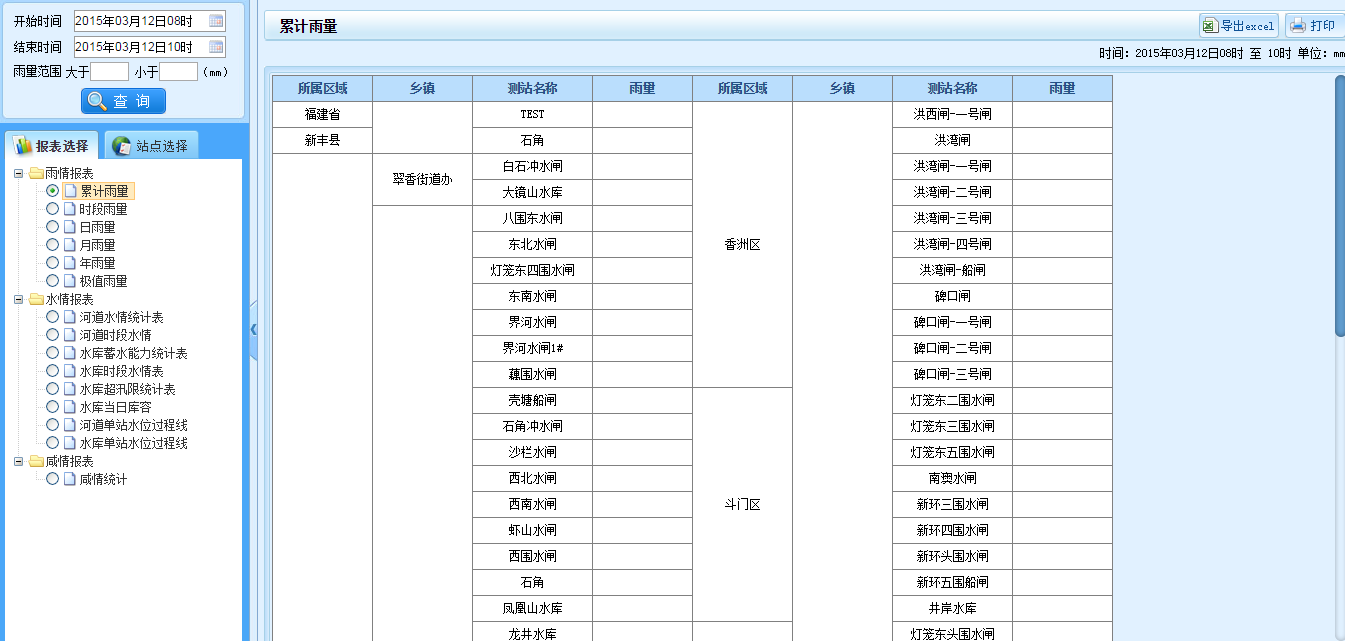 开始时间 2015年03月12日08时
结束时间 2015年03月12日10时
雨量范围 大于 小于 (mm)
查 询
报表选择 站点选择
雨情报表
累计雨量
时段雨量
日雨量
月雨量
年雨量
极值雨量
水情报表
河道水情统计表
河道时段水情
水库蓄水能力统计表
水库时段水情表
水库超汛限统计表
水库当日库容
河道单站水位过程线
水库单站水位过程线
咸情报表
咸情统计
累计雨量 导出excel 打印
时间: 2015年03月12日08时 至 10时 单位: mm
所属区域 乡镇 测站名称 雨量 所属区域 乡镇 测站名称 雨量
福建省 TEST 洪西闸-一号闸
新丰县 石角 洪湾闸
白石冲水闸 洪湾闸-一号闸
翠香街道办
大镜山水库 洪湾闸-二号闸
八围东水闸 洪湾闸-三号闸
东北水闸 香洲区 洪湾闸-四号闸
灯笼东四围水闸 洪湾闸-船闸
东南水闸 碑口闸
界河水闸 碑口闸-一号闸
界河水闸1# 碑口闸-二号闸
藕围水闸 碑口闸-三号闸
壳塘船闸 灯笼东二围水闸
石角冲水闸 灯笼东三围水闸
沙栏水闸 灯笼东五围水闸
西北水闸 南澳水闸
西南水闸 斗门区 新环三围水闸
虾山水闸 新环四围水闸
西围水闸 新环头围水闸
石角 新环五围船闸
凤凰山水库 井岸水库
龙井水库 灯笼东头围水闸